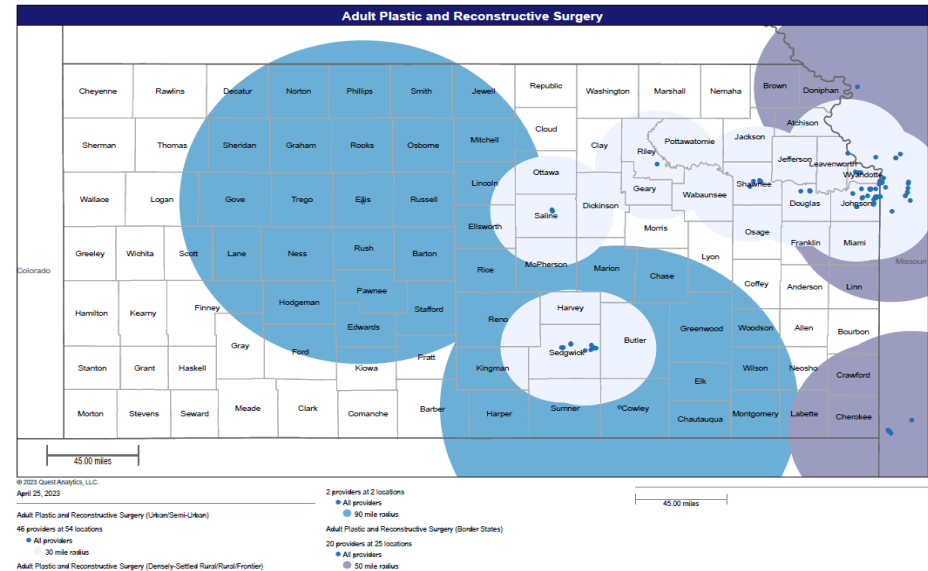 Adult Plastic and Reconstructive Surgery
Cheyenne Rawlins Decatur Norton Phillips Smith Jewell Republic Washington Marshall Nemaha Brown Doniphan
Atchison
Sherman Thomas Sheridan Graham Rooks Osborne Mitchell Cloud Clay Riley Pottawatomie Jackson
Jefferson Leavenworth
Ottawa Wyandotte
Lincoln Geary Wabaunsee Shawnee
Wallace Logan Gove Trego Ellis Russell Saline Dickinson Douglas Johnson
Ellsworth Morris Osage
Greeley Wichita Scott Lane Ness Rush Barton Lyon Franklin Miami
Colorado Rice McPherson Marion Chase Missouri
Pawnee Coffey Anderson Linn
Hamilton Kearny Finney Hodgeman Stafford Harvey
Edwards Reno Greenwood Woodson Allen Bourbon
Gray Ford Pratt Sedgwick Butler
Stanton Grant Haskell Kiowa Kingman Elk Wilson Neosho Crawford
Morton Stevens Seward Meade Clark Comanche Barber Harper Sumner Cowley Chautauqua Montgomery Labette Cherokee
45.00 miles
© 2023 Quest Analytics, LLC.
April 25, 2023
Adult Plastic and Reconstructive Surgery (Urban/Semi-Urban)
46 providers at 54 locations
All providers
30 mile radius
Adult Plastic and Reconstructive Surgery (Densely-Settled Rural/Rural/Frontier)
2 providers at 2 locations
All providers
90 mile radius
Adult Plastic and Reconstructive Surgery (Border States)
20 providers at 25 locations
All providers
50 mile radius
45.00 miles